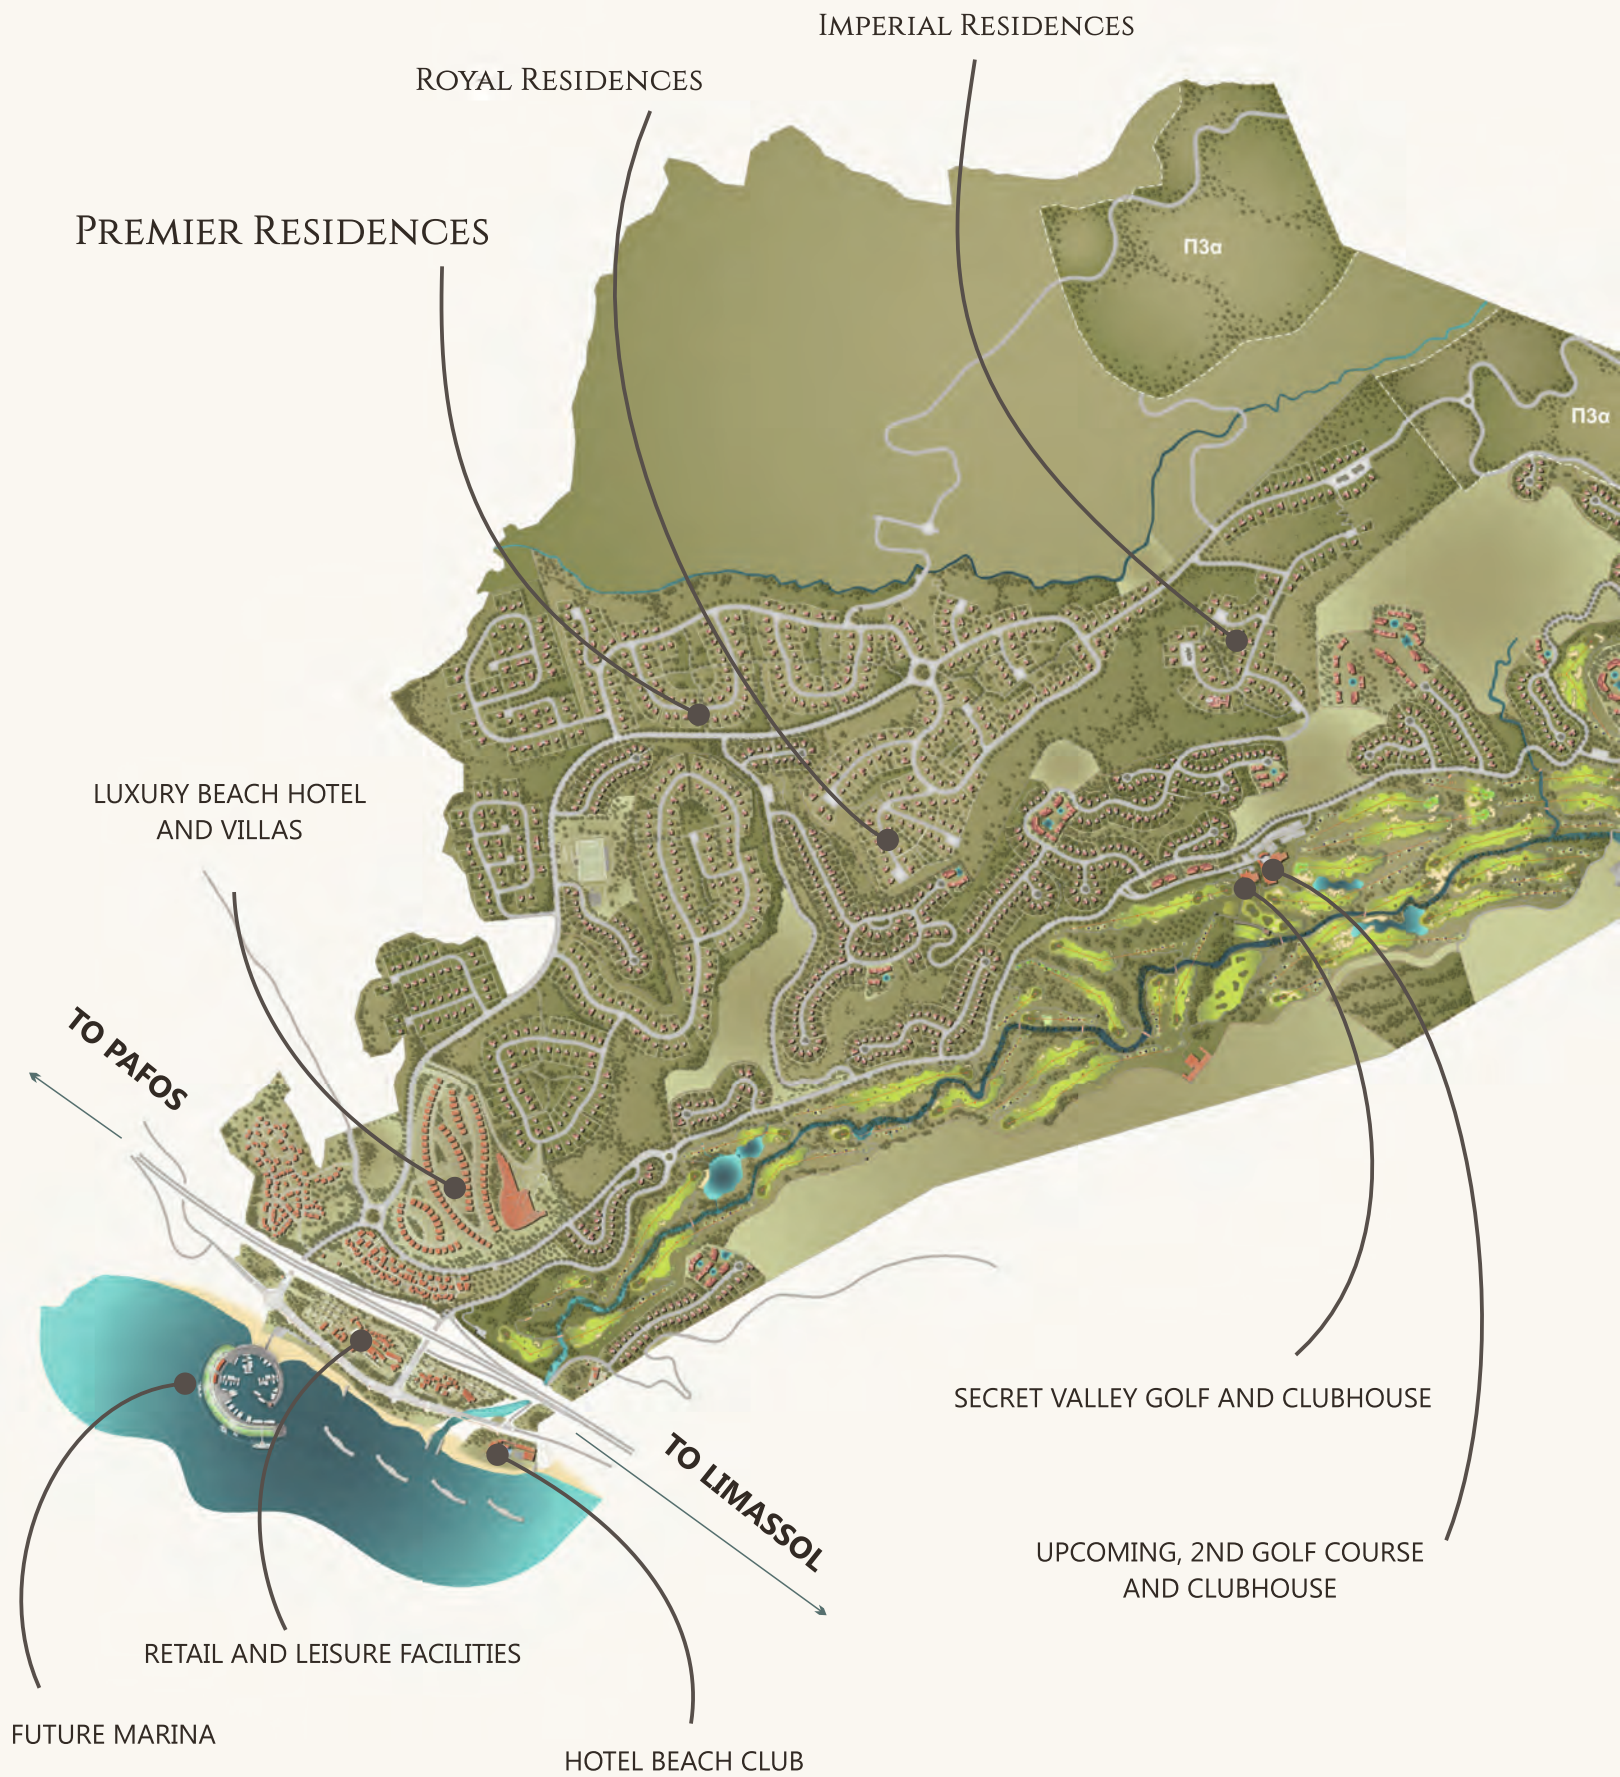 IMPERIAL RESIDENCES
ROYAL RESIDENCES
PREMIER RESIDENCES
Π3α
Π3α
LUXURY BEACH HOTEL
AND VILLAS
TO PAFOS
SECRET VALLEY GOLF AND CLUBHOUSE
TO LIMASSOL
UPCOMING, 2ND GOLF COURSE
AND CLUBHOUSE
RETAIL AND LEISURE FACILITIES
FUTURE MARINA
HOTEL BEACH CLUB